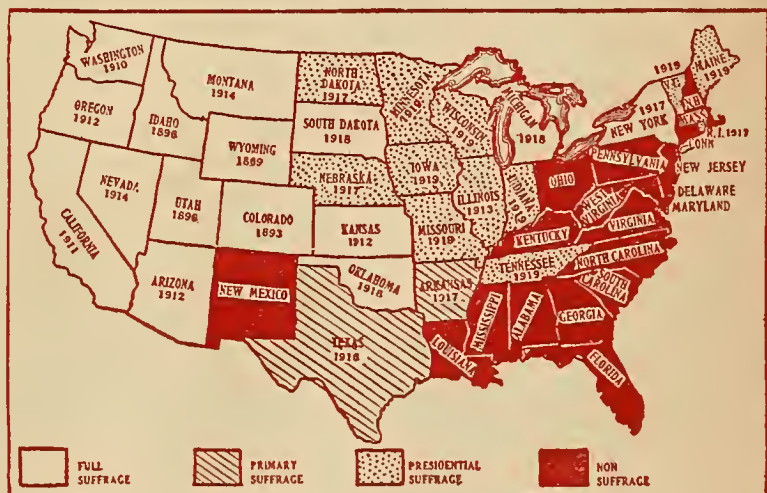 WASHINGTON
1910
OREGON
1912
IDAHO
1896
MONTANA
1914
WYOMING
1869
NEVADA
1914
UTAH
1896
COLORADO
1893
CALIFORNIA
1911
ARIZONA
1912
NEW MEXICO
NORTH
DAKOTA
1917
SOUTH DAKOTA
1918
NEBRASKA
1917
KANSAS
1912
OKLAHOMA
1918
TEXAS
1918
MINNESOTA
1919
WISCONSIN
1919
IOWA
1919
MISSOURI
1919
ARKANSAS
1917
LOUISIANA
ILLINOIS
1913
MICHIGAN
1918
INDIANA
1919
OHIO
KENTUCKY
TENNESSEE
1919
MISSISSIPPI
ALABAMA
GEORGIA
FLORIDA
SOUTH
CAROLINA
NORTH CAROLINA
VIRGINIA
WEST
VIRGINIA
PENNSYLVANIA
1917
NEW YORK
1919
VT.
N.H.
MAINE
1919
MASS.
R.I. 1917
CONN
NEW JERSEY
DELAWARE
MARYLAND
FULL
SUFFRAGE
PRIMARY
SUFFRAGE
PRESIDENTIAL
SUFFRAGE
NON
SUFFRAGE